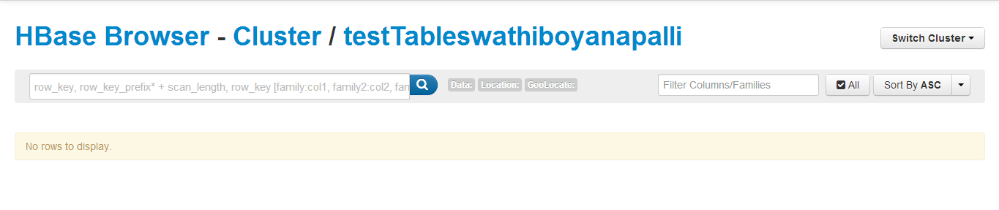 HBase Browser - Cluster / testTableswathiboyanapalli
Switch Cluster
row_key, row_key_prefix* + scan_length, row_key [family:col1, family2:col2, fan
Data: Location: GeoLocate:
Filter Columns/Families
All
Sort By ASC
No rows to display.